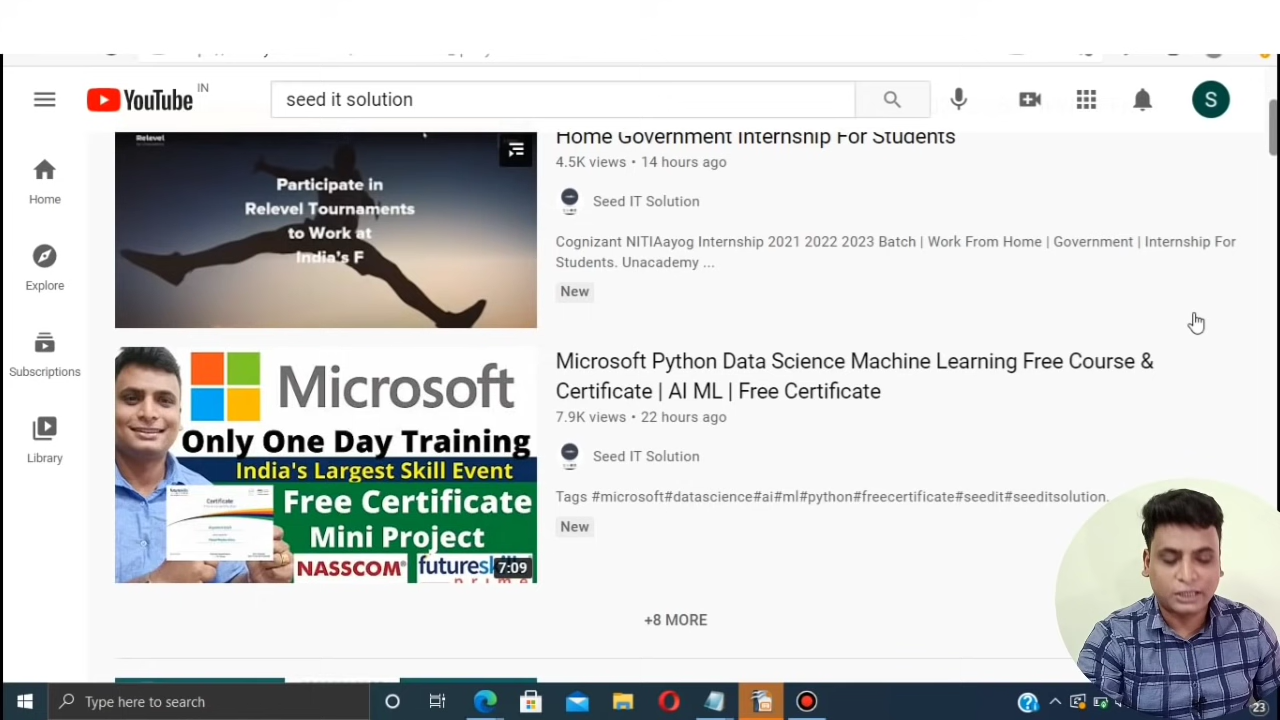 IN
YouTube
seed it solution
S
Home
Explore
Subscriptions
Library
Relevel
Participate in
Relevel Tournaments
to Work at
India's F
Home Government Internship For Students
4.5K views • 14 hours ago
Seed IT Solution
Cognizant NITIAayog Internship 2021 2022 2023 Batch | Work From Home | Government | Internship For
Students. Unacademy ...
New
Microsoft
Only One Day Training
India's Largest Skill Event
Certificate
Free Certificate
Mini Project
NASSCOM®
futureskills
prime
7:09
Microsoft Python Data Science Machine Learning Free Course &
Certificate | AI ML | Free Certificate
7.9K views • 22 hours ago
Seed IT Solution
Tags #microsoft#datascience#ai#ml#python#freecertificate#seedit#seeditsolution.
New
+8 MORE
Type here to search
23